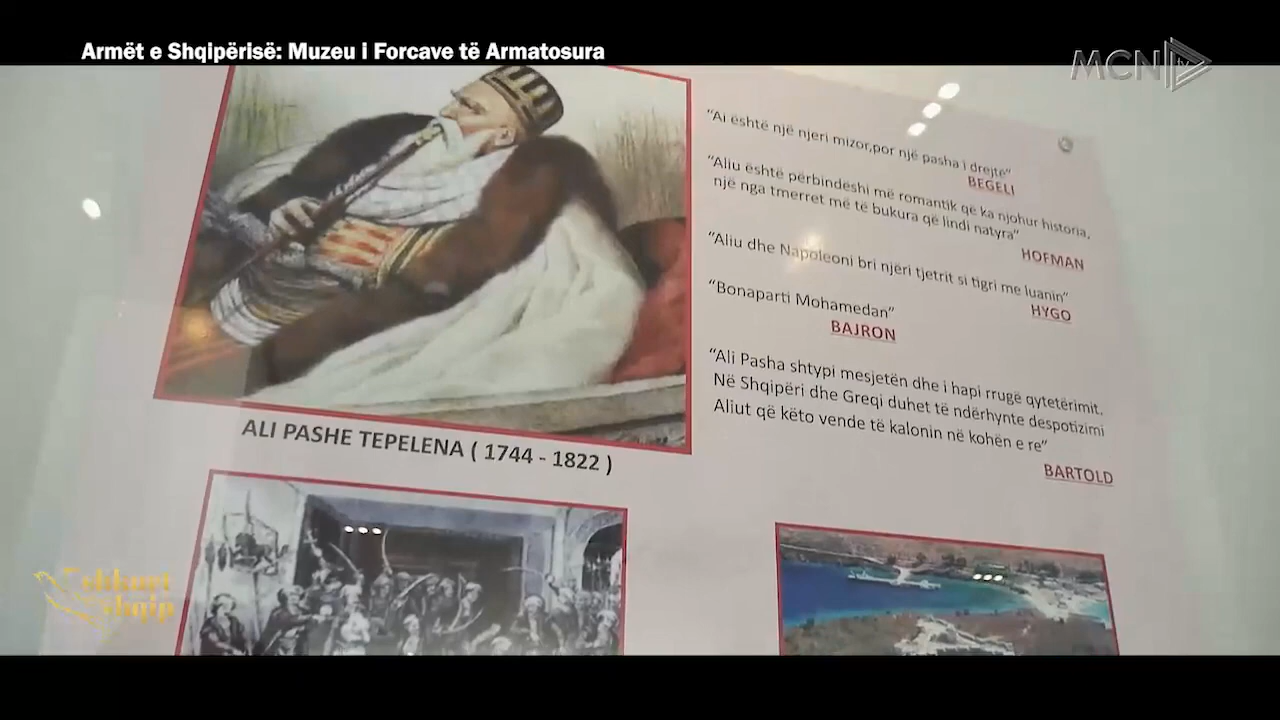 Armët e Shqipërisë: Muzeu i Forcave të Armatosura
MCN tv
"Ai është një njeri mizor,por një pasha i drejtë"
BEGELI
"Aliu është përbindëshi më romantik që ka njohur historia,
një nga tmerret më të bukura që lindi natyra"
HOFMAN
"Aliu dhe Napoleoni bri njëri tjetrit si tigri me luanin"
HYGO
"Bonaparti Mohamedan"
BAJRON
"Ali Pasha shtypi mesjetën dhe i hapi rrugë qytetërimit.
Në Shqipëri dhe Greqi duhet të ndërhynte despotizimi
Aliut që këto vende të kalonin në kohën e re"
BARTOLD
ALI PASHE TEPELENA ( 1744 - 1822 )
shkoet
shqip